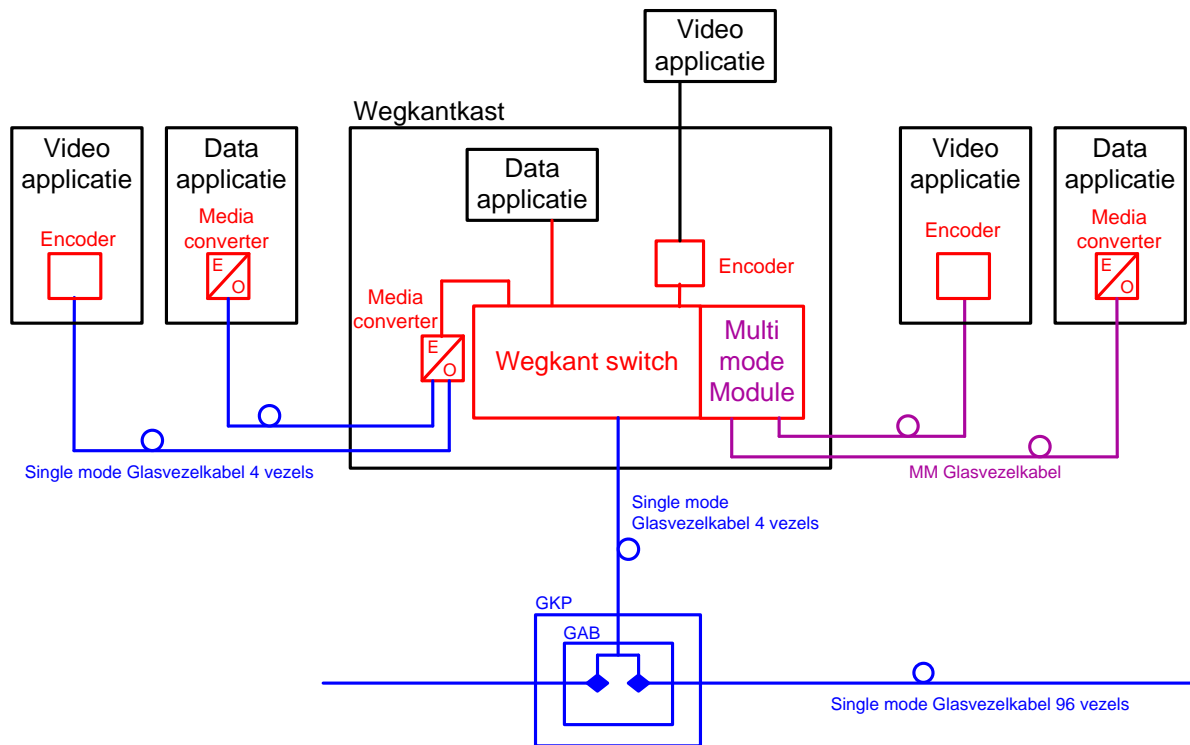 Video
applicatie
Wegkantkast
Video
applicatie
Encoder
Data
applicatie
Media
converter
E
O
Data
applicatie
Encoder
Media
converter
E
O
Wegkant switch
Multi
mode
Module
Video
applicatie
Encoder
Data
applicatie
Media
converter
E
O
Single mode Glasvezelkabel 4 vezels
MM Glasvezelkabel
Single mode
Glasvezelkabel 4 vezels
GKP
GAB
Single mode Glasvezelkabel 96 vezels